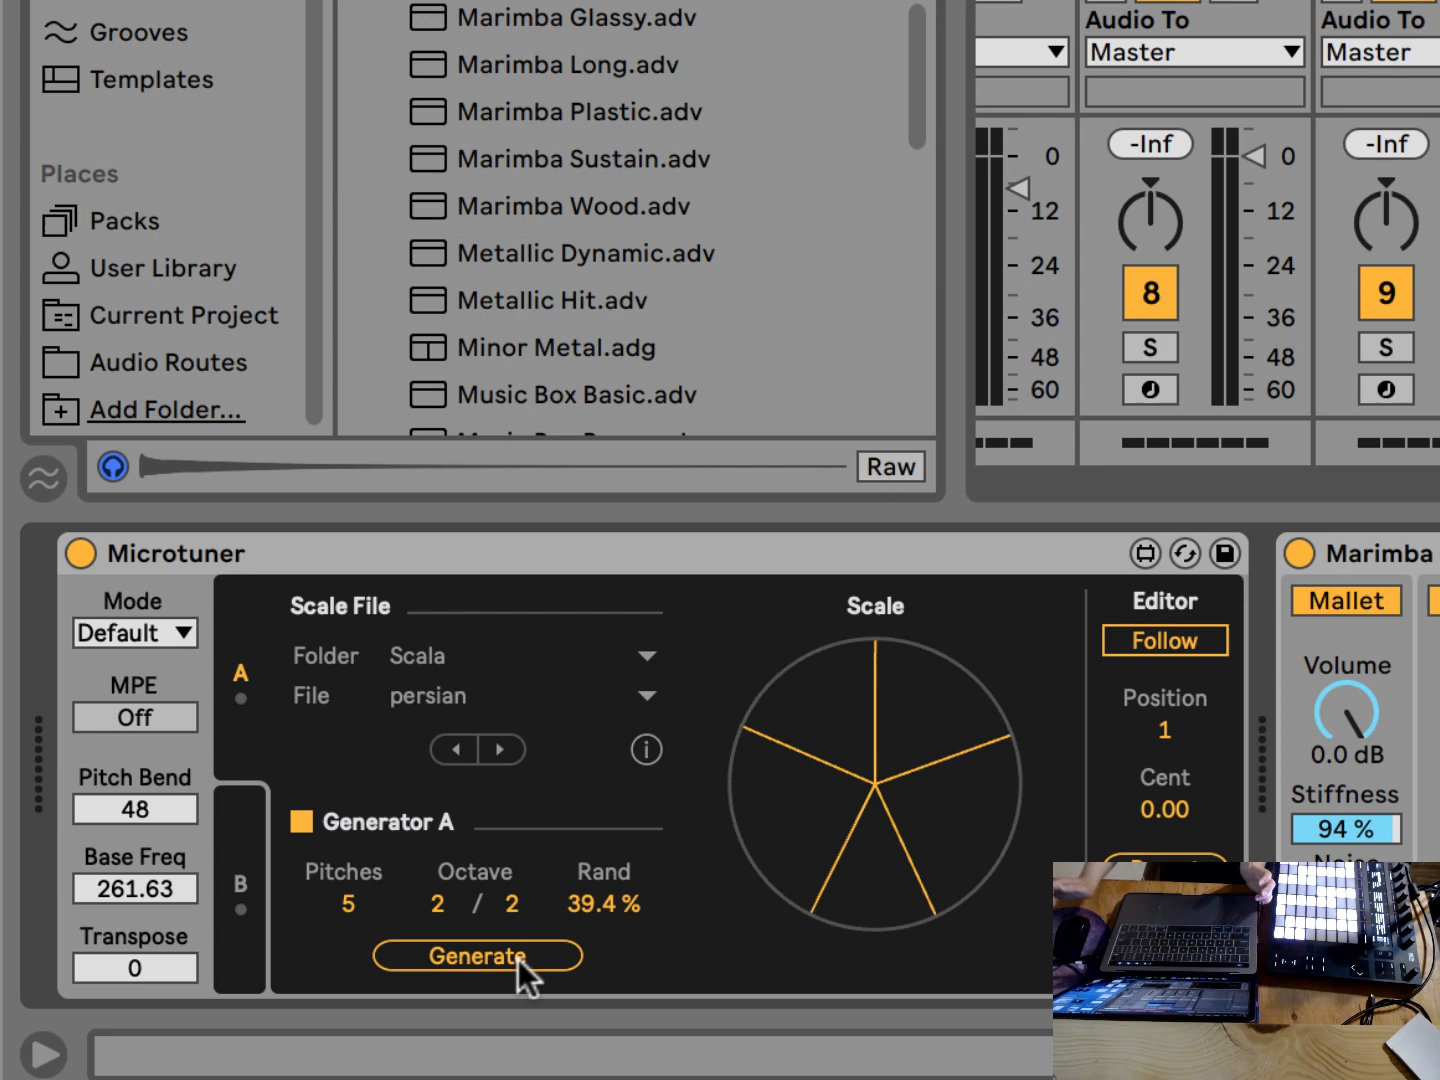 Grooves
Templates
Places
Packs
User Library
Current Project
Audio Routes
Add Folder...
Marimba Glassy.adv
Marimba Long.adv
Marimba Plastic.adv
Marimba Sustain.adv
Marimba Wood.adv
Metallic Dynamic.adv
Metallic Hit.adv
Minor Metal.adg
Music Box Basic.adv
Raw
Audio To
Master
-Inf
0
12
24
36
48
60
8
S
0
12
24
36
48
60
Audio To
Master
-Inf
9
S
Microtuner
Mode
Default
MPE
Off
Pitch Bend
48
Base Freq
261.63
Transpose
0
A
B
Scale File
Folder Scala
File persian
i
Generator A
Pitches Octave Rand
5 2 / 2 39.4 %
Generate
Scale
Editor
Follow
Position
1
Cent
0.00
Marimba
Mallet
Volume
0.0 dB
Stiffness
94 %